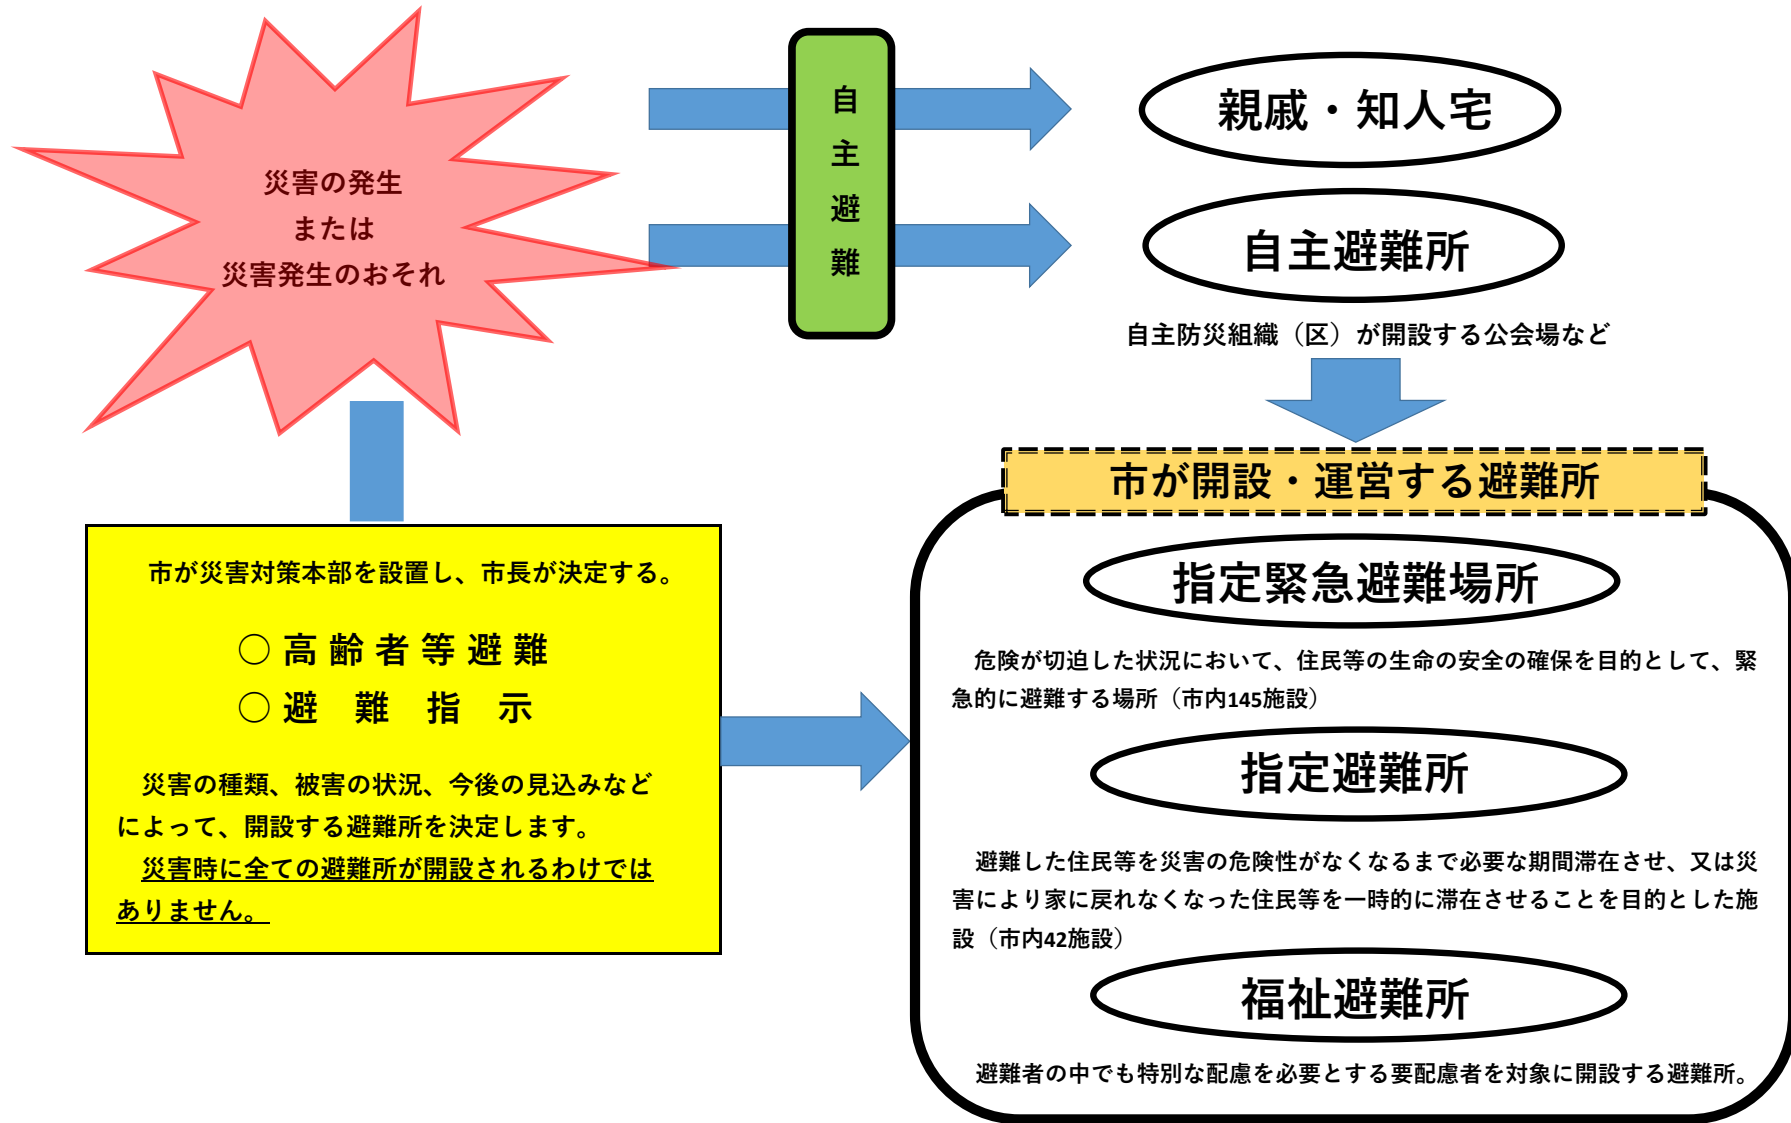 災害の発生
または
災害発生のおそれ
自主避難
親戚・知人宅
自主避難所
自主防災組織（区）が開設する公会場など
市が災害対策本部を設置し、市長が決定する。
○高齢者等避難
○避　難　指　示
災害の種類、被害の状況、今後の見込みなど
によって、開設する避難所を決定します。
災害時に全ての避難所が開設されるわけでは
ありません。
市が開設・運営する避難所
指定緊急避難場所
危険が切迫した状況において、住民等の生命の安全の確保を目的として、緊
急的に避難する場所（市内145施設）
指定避難所
避難した住民等を災害の危険性がなくなるまで必要な期間滞在させ、又は災
害により家に戻れなくなった住民等を一時的に滞在させることを目的とした施
設（市内42施設）
福祉避難所
避難者の中でも特別な配慮を必要とする要配慮者を対象に開設する避難所。